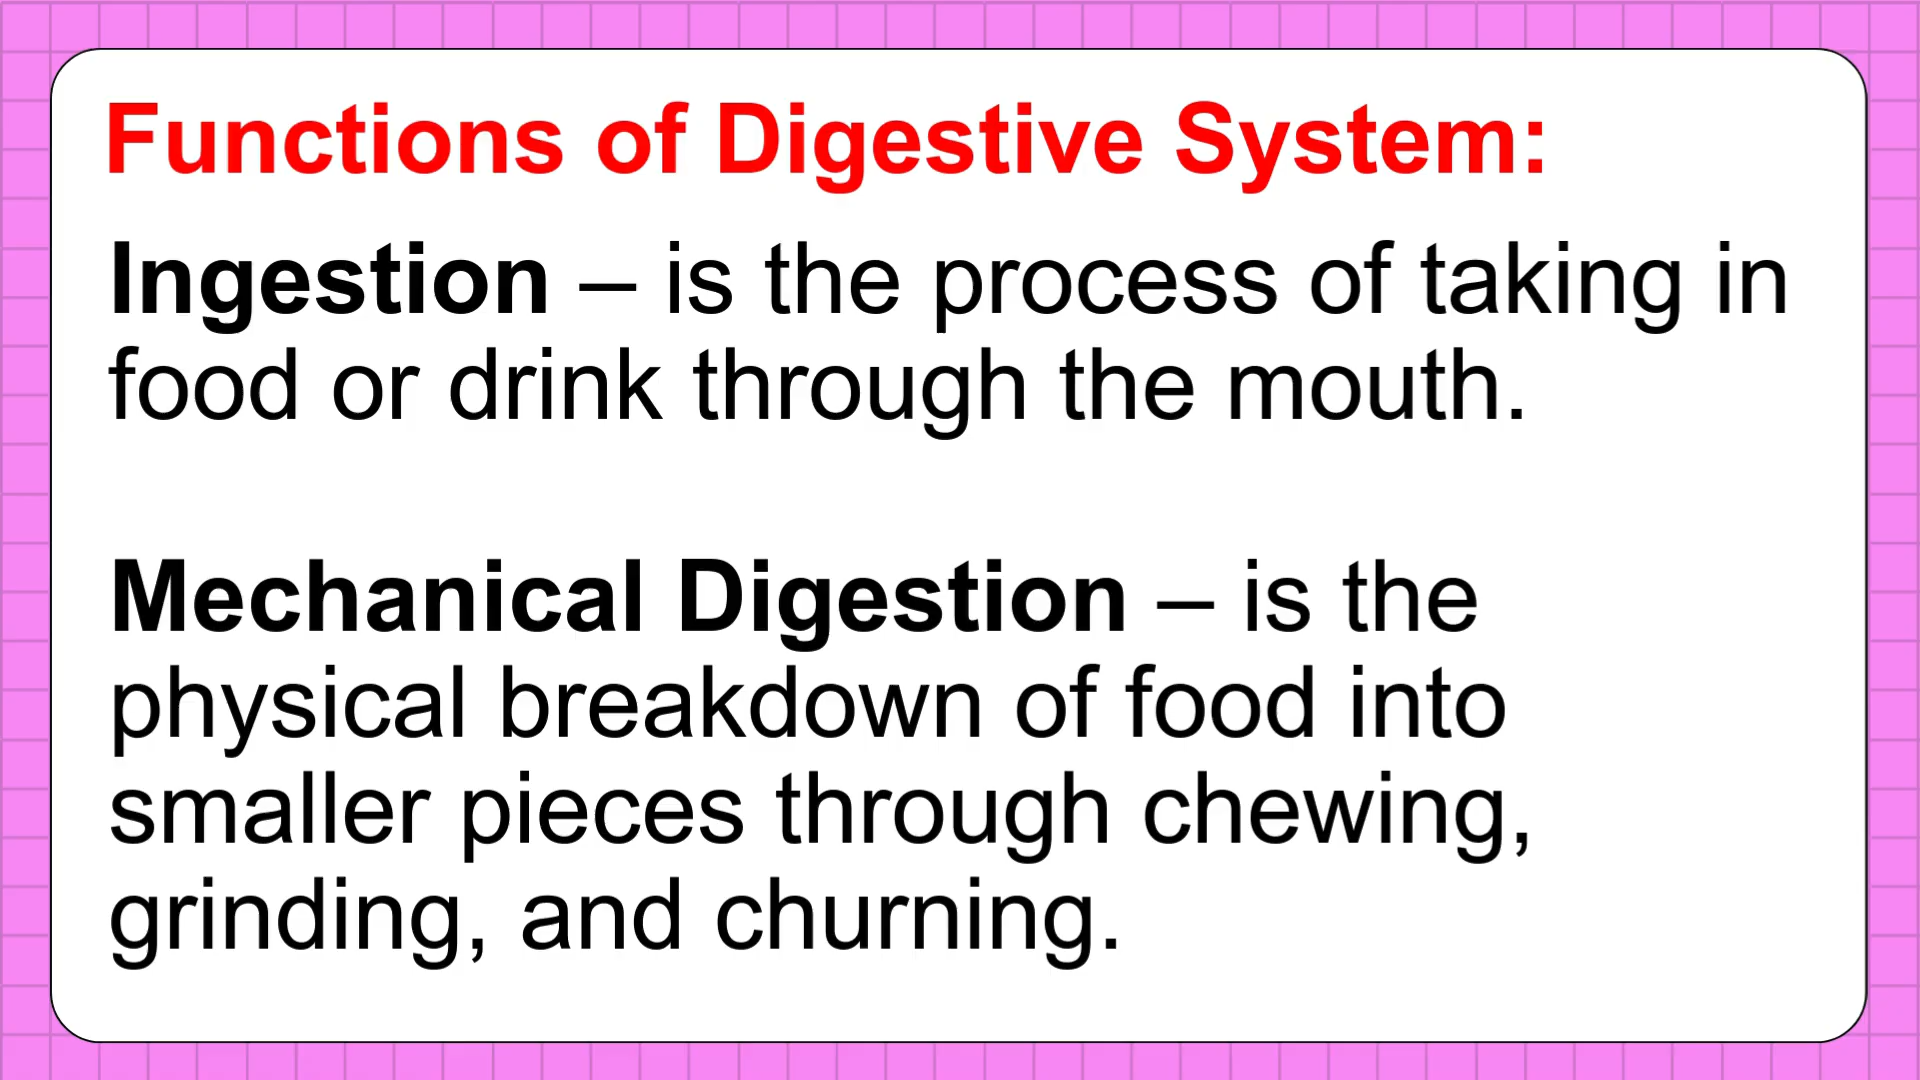 Functions of Digestive System:
Ingestion – is the process of taking in
food or drink through the mouth.
Mechanical Digestion – is the
physical breakdown of food into
smaller pieces through chewing,
grinding, and churning.